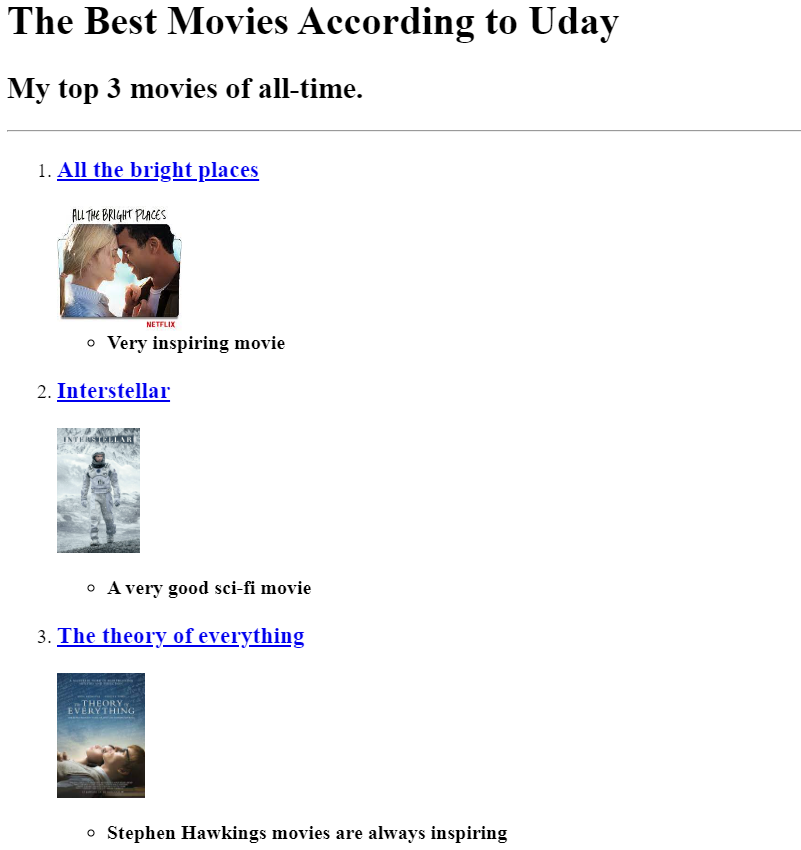 The Best Movies According to Uday
My top 3 movies of all-time.
1. All the bright places
ALL THE BRIGHT PLACES
NETFLIX
Very inspiring movie
2. Interstellar
INTERSTELLAR
A very good sci-fi movie
3. The theory of everything
THE THEORY OF
EVERYTHING
Stephen Hawkings movies are always inspiring